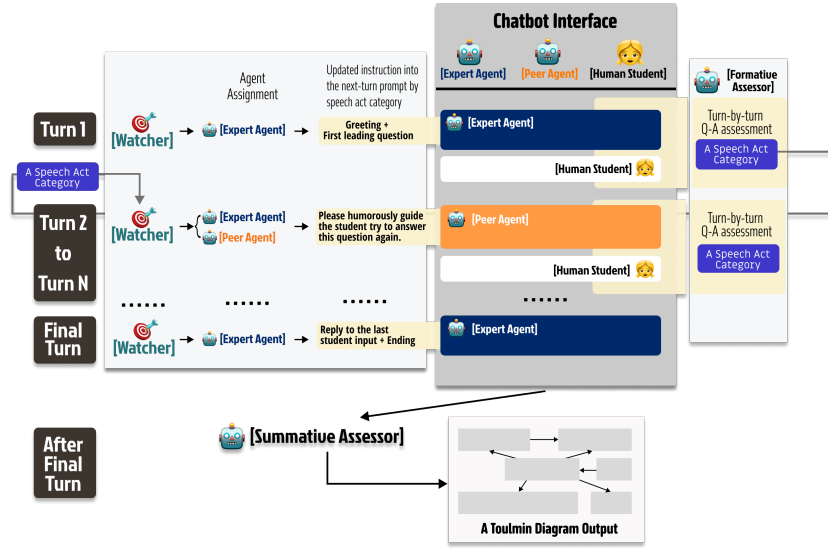 Chatbot Interface
[Expert Agent]
[Peer Agent]
[Human Student]
[Formative
Assessor]
Agent
Assignment
Updated instruction into
the next-turn prompt by
speech act category
Turn 1
[Watcher]
[Expert Agent]
Greeting +
First leading question
[Expert Agent]
[Human Student]
Turn-by-turn
Q-A assessment
A Speech Act
Category
A Speech Act
Category
Turn 2
to
Turn N
[Watcher]
[Expert Agent]
[Peer Agent]
Please humorously guide
the student try to answer
this question again.
[Peer Agent]
[Human Student]
Turn-by-turn
Q-A assessment
A Speech Act
Category
......
......
......
......
Final
Turn
[Watcher]
[Expert Agent]
Reply to the last
student input + Ending
[Expert Agent]
After
Final
Turn
[Summative Assessor]
A Toulmin Diagram Output